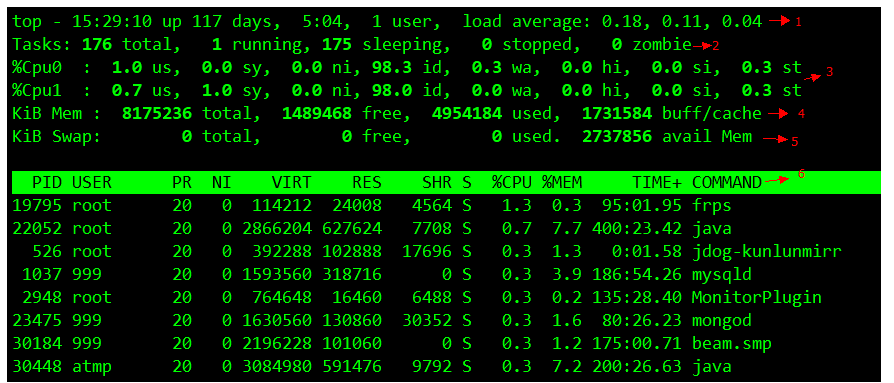 top - 15:29:10 up 117 days,  5:04,  1 user,  load average: 0.18, 0.11, 0.04 1
Tasks: 176 total,   1 running, 175 sleeping,   0 stopped,   0 zombie 2
%Cpu0  :  1.0 us,  0.0 sy,  0.0 ni, 98.3 id,  0.3 wa,  0.0 hi,  0.0 si,  0.3 st 3
%Cpu1  :  0.7 us,  1.0 sy,  0.0 ni, 98.0 id,  0.0 wa,  0.0 hi,  0.0 si,  0.3 st
KiB Mem :  8175236 total,  1489468 free,  4954184 used,  1731584 buff/cache 4
KiB Swap:        0 total,        0 free,        0 used.  2737856 avail Mem 5
PID USER      PR  NI    VIRT    RES    SHR S  %CPU %MEM     TIME+ COMMAND 6
19795 root      20   0  114212  24008   4564 S   1.3  0.3  95:01.95 frps
22052 root      20   0 2866204 627624   7708 S   0.7  7.7 400:23.42 java
526 root      20   0  392288 102888  17696 S   0.3  1.3   0:01.58 jdog-kunlunmirr
1037 999       20   0 1593560 318716      0 S   0.3  3.9 186:54.26 mysqld
2948 root      20   0  764648  16460   6488 S   0.3  0.2 135:28.40 MonitorPlugin
23475 999       20   0 1630560 130860  30352 S   0.3  1.6  80:26.23 mongod
30184 999       20   0 2196228 101060      0 S   0.3  1.2 175:00.71 beam.smp
30448 atmp      20   0 3084980 591476   9792 S   0.3  7.2 200:26.63 java